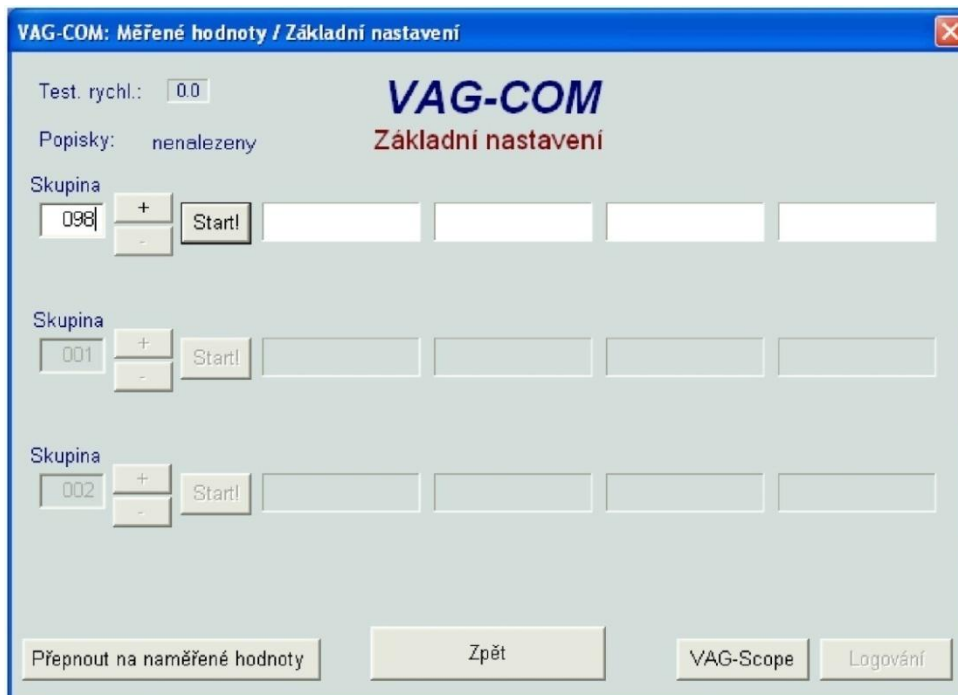 VAG-COM: Měřené hodnoty / Základní nastavení
Test. rychl.: 0.0
VAG-COM
Popisky: nenalezeny
Základní nastavení
Skupina
098 + - Start!
Skupina
001 + - Start!
Skupina
002 + - Start!
Přepnout na naměřené hodnoty Zpět VAG-Scope Logování